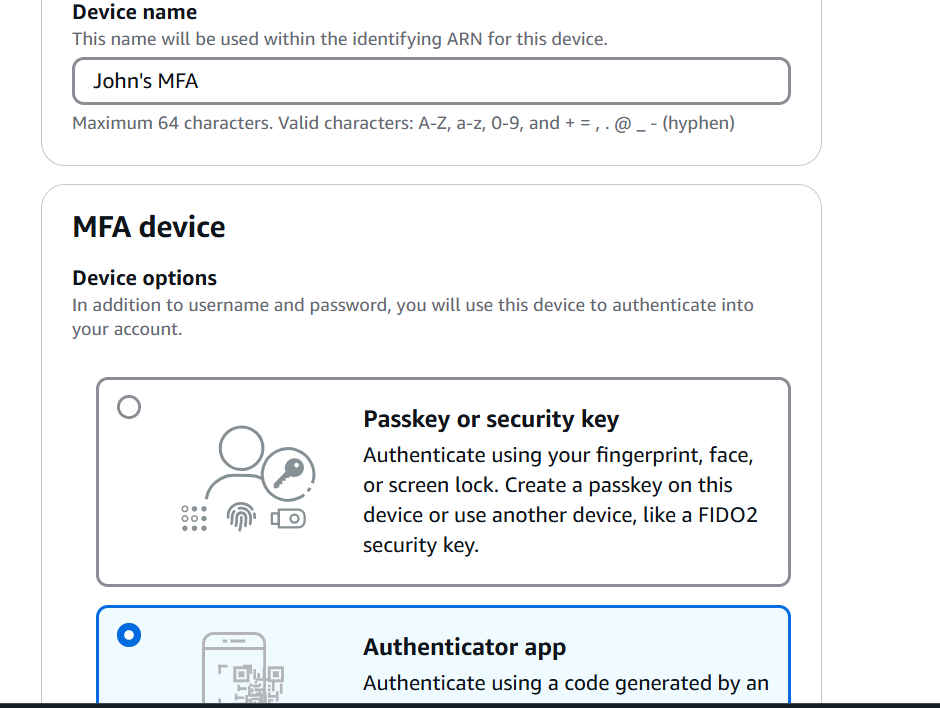 Device name
This name will be used within the identifying ARN for this device.
John's MFA
Maximum 64 characters. Valid characters: A-Z, a-z, 0-9, and + = , . @ _ - (hyphen)
MFA device
Device options
In addition to username and password, you will use this device to authenticate into
your account.
Passkey or security key
Authenticate using your fingerprint, face,
or screen lock. Create a passkey on this
device or use another device, like a FIDO2
security key.
Authenticator app
Authenticate using a code generated by an